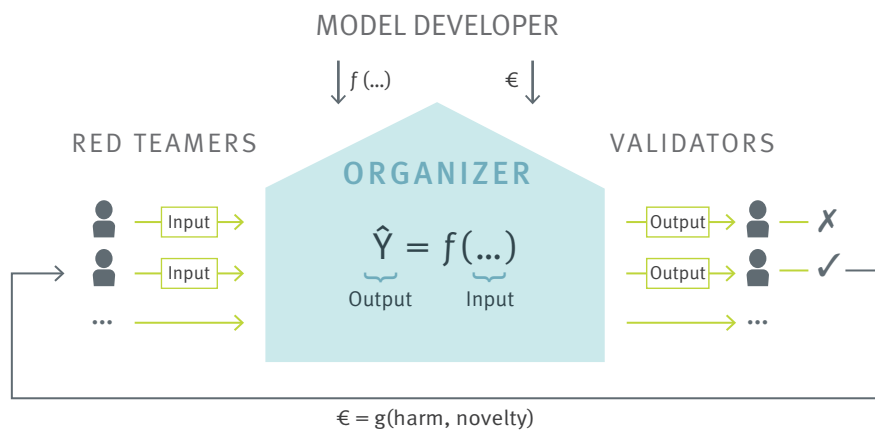 MODEL DEVELOPER
f (...)
€
RED TEAMERS
VALIDATORS
ORGANIZER
Input
Output
✗
Ŷ = f (...)
Input
Output
✓
Output
Input
...
...
€ = g(harm, novelty)